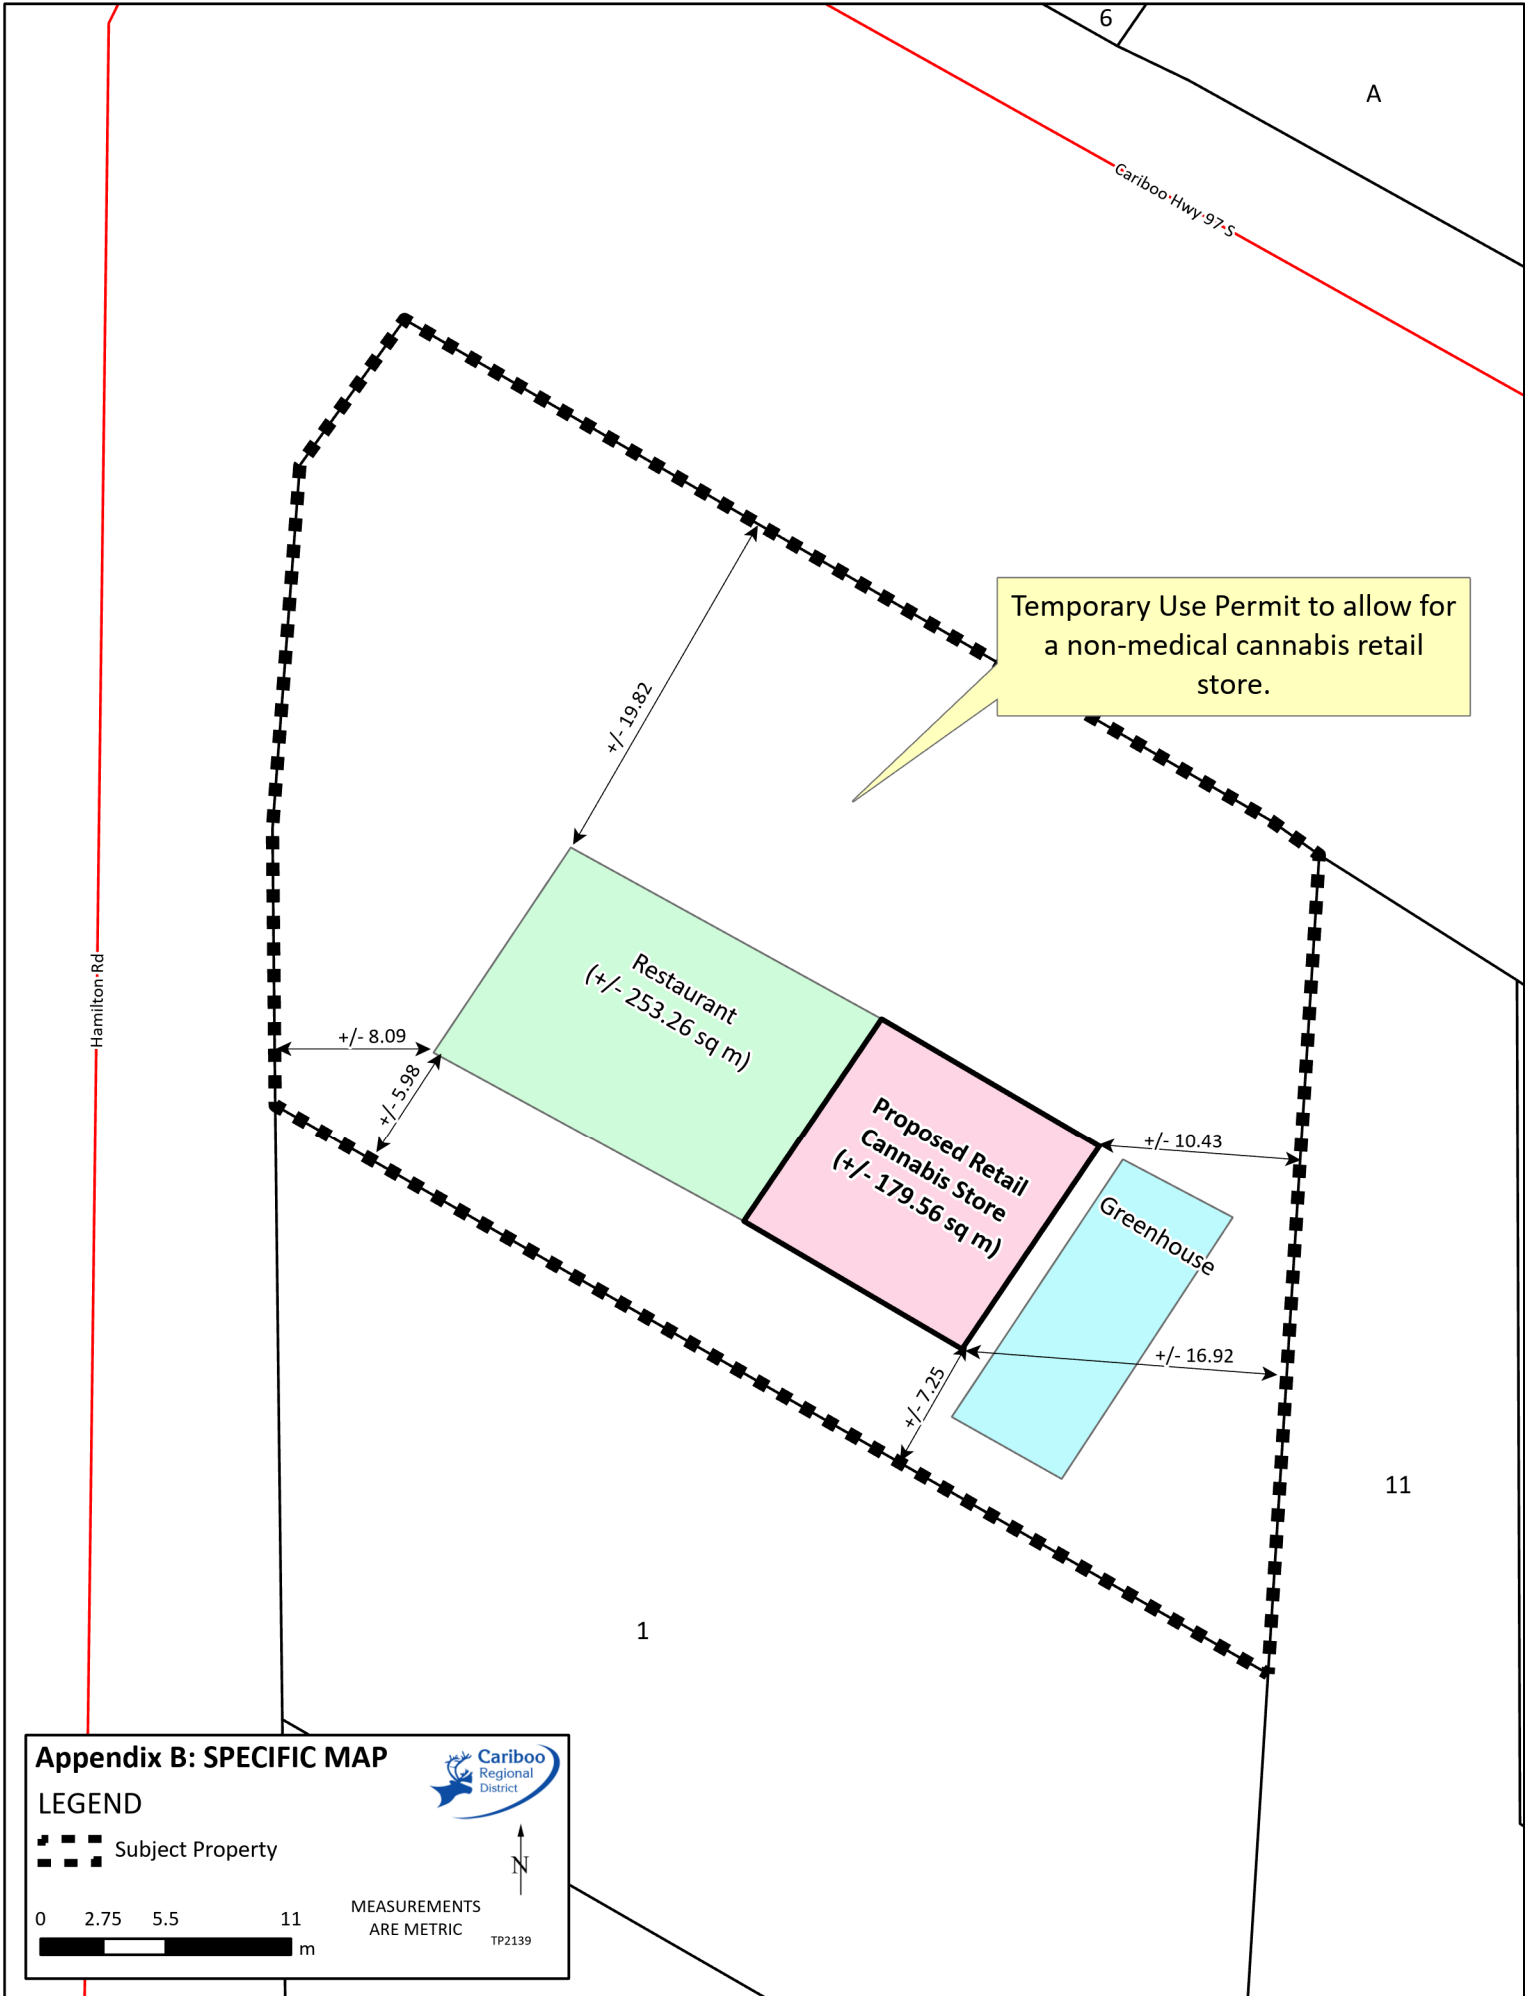 6
A
Cariboo Hwy 97 S
Temporary Use Permit to allow for
a non-medical cannabis retail
store.
+/- 19.82
Hamilton Rd
Restaurant
(+/- 253.26 sq m)
+/- 8.09
+/- 5.98
Proposed Retail
Cannabis Store
(+/- 179.56 sq m)
+/- 10.43
Greenhouse
+/- 16.92
+/- 7.25
11
1
Appendix B: SPECIFIC MAP
Cariboo
Regional
District
LEGEND
Subject Property
N
MEASUREMENTS
ARE METRIC
TP2139
0 2.75 5.5 11
m